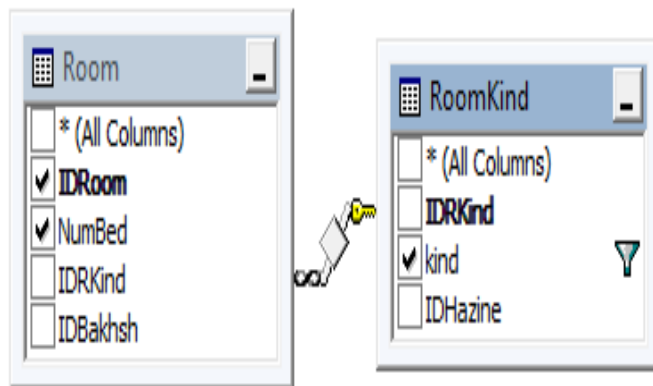 Room
* (All Columns)
IDRoom
NumBed
IDRKind
IDBakhsh
RoomKind
* (All Columns)
IDRKind
kind
IDHazine